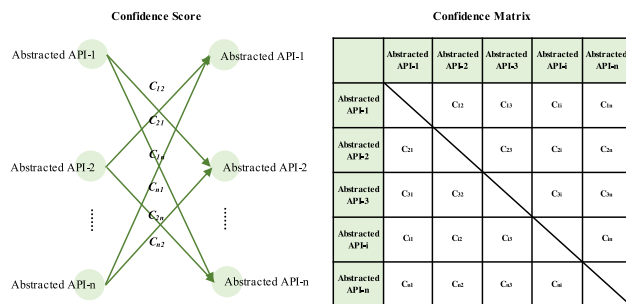 Confidence Score
Abstracted API-1
Abstracted API-1
C12
C21
C1n
Abstracted API-2
Abstracted API-2
Cn1
C2n
Cn2
Abstracted API-n
Abstracted API-n
Confidence Matrix
Abstracted API-1 Abstracted API-2 Abstracted API-3 Abstracted API-i Abstracted API-n
Abstracted API-1 C12 C13 C1i C1n
Abstracted API-2 C21 C23 C2i C2n
Abstracted API-3 C31 C32 C3i C3n
Abstracted API-i Ci1 Ci2 Ci3 Cin
Abstracted API-n Cn1 Cn2 Cn3 Cni